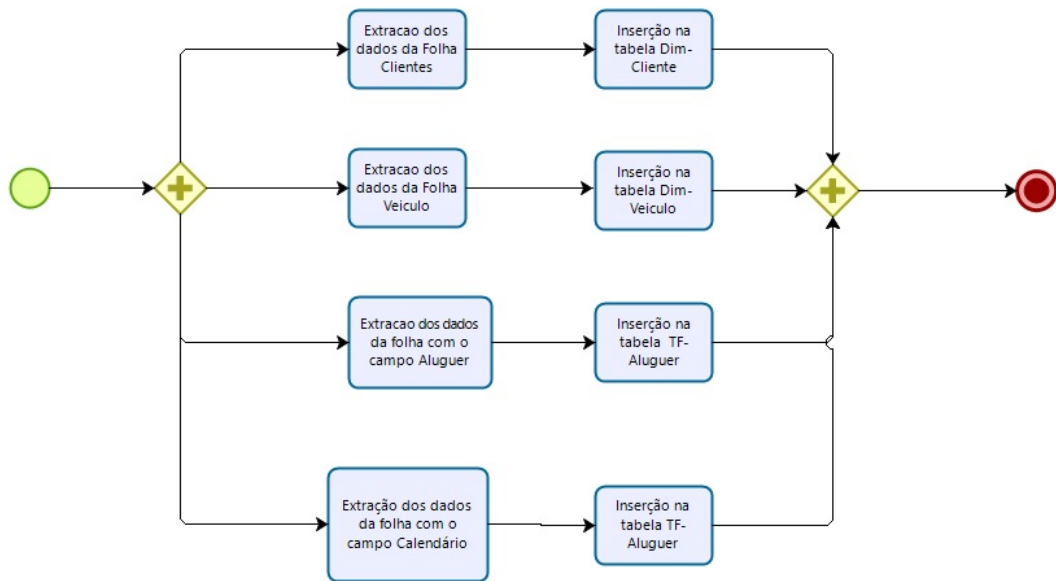 Extracao dos
dados da Folha
Clientes
Inserção na
tabela Dim-
Cliente
Extracao dos
dados da Folha
Veiculo
Inserção na
tabela Dim-
Veiculo
Extracao dos dados
da folha com o
campo Aluguer
Inserção na
tabela TF-
Aluguer
Extração dos dados
da folha com o
campo Calendário
Inserção na
tabela TF-
Aluguer